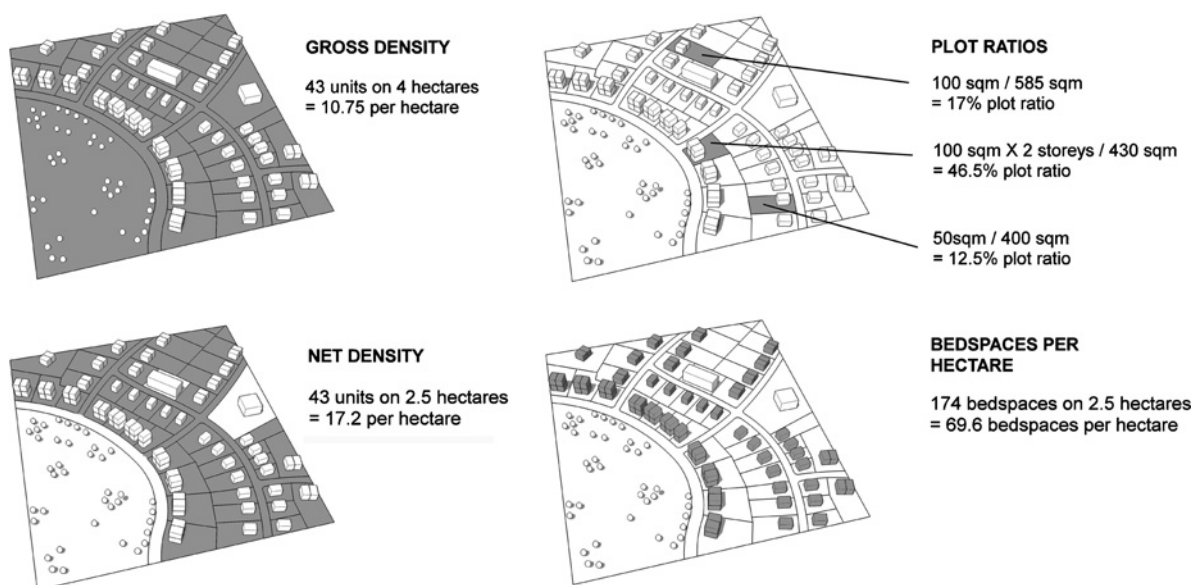 GROSS DENSITY
43 units on 4 hectares
= 10.75 per hectare
PLOT RATIOS
100 sqm / 585 sqm
= 17% plot ratio
100 sqm X 2 storeys / 430 sqm
= 46.5% plot ratio
50sqm / 400 sqm
= 12.5% plot ratio
NET DENSITY
43 units on 2.5 hectares
= 17.2 per hectare
BEDSPACES PER
HECTARE
174 bedspaces on 2.5 hectares
= 69.6 bedspaces per hectare